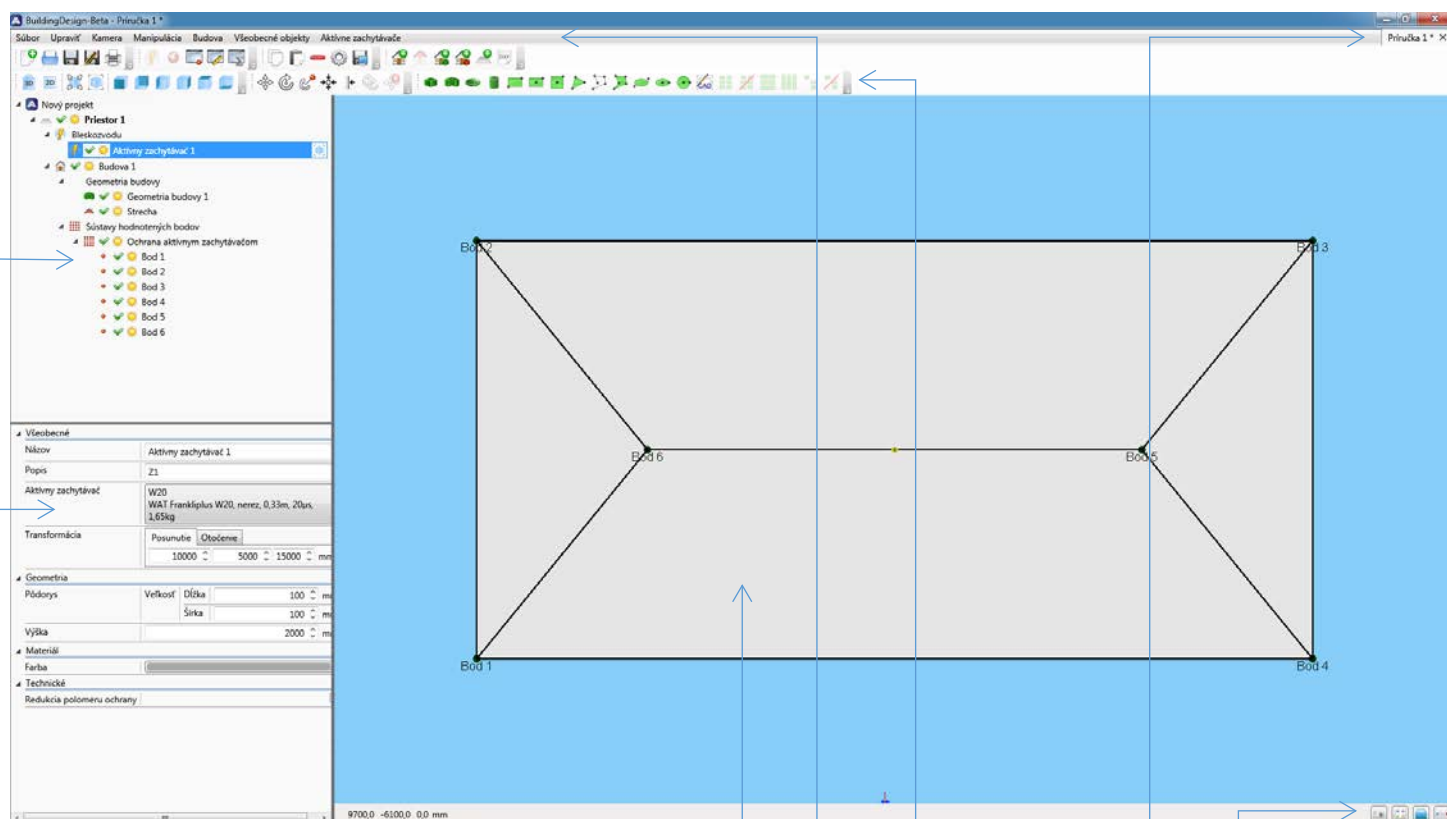 BuildingDesign-Beta - Príručka 1 *
Súbor Upraviť Kamera Manipulácia Budova Všeobecné objekty Aktívne zachytávače
Príručka 1 *
3D 2D
CAD
Nový projekt
Priestor 1
Bleskozvodu
Aktívny zachytávač 1
Budova 1
Geometria budovy
Geometria budovy 1
Strecha
Sústavy hodnotených bodov
Ochrana aktívnym zachytávačom
Bod 1
Bod 2
Bod 3
Bod 4
Bod 5
Bod 6
Všeobecné
Názov Aktívny zachytávač 1
Popis Z1
Aktívny zachytávač W20
WAT Frankliplus W20, nerez, 0,33m, 20µs,
1,65kg
Transformácia Posunutie Otočenie
10000 5000 15000 mm
Geometria
Pôdorys Veľkosť Dĺžka 100
Šírka 100
Výška 2000
Materiál
Farba
Technické
Redukcia polomeru ochrany
Bod 2
Bod 3
Bod 6
Bod 5
Bod 1
Bod 4
9700,0 -6100,0 0,0 mm